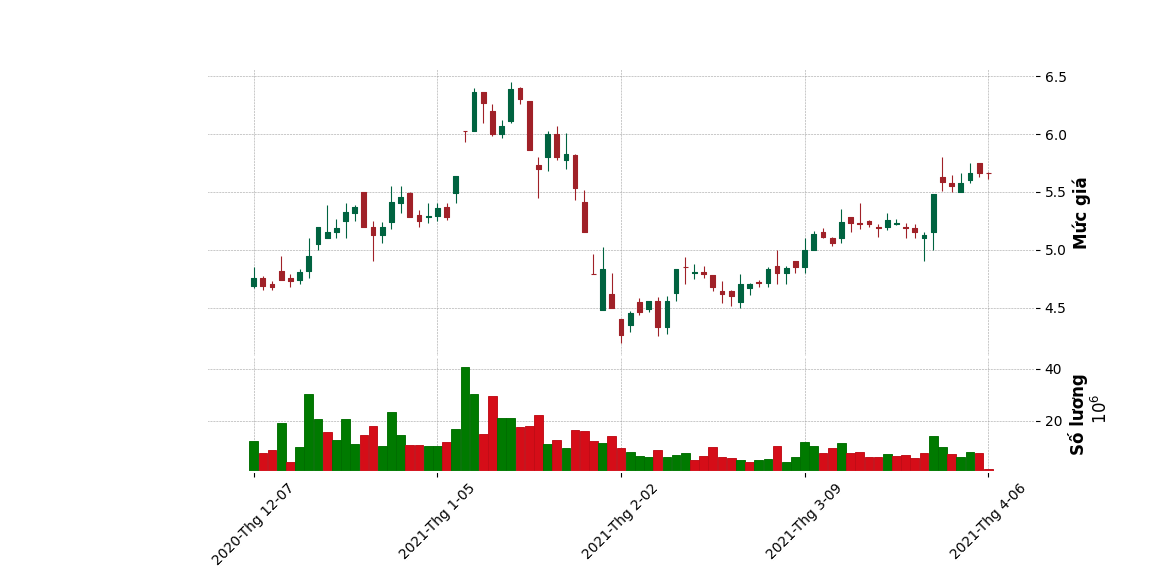 6.5
6.0
5.5
5.0
4.5
Mức giá
40
20
Số lượng
10^6
2020-Thg 12-07
2021-Thg 1-05
2021-Thg 2-02
2021-Thg 3-09
2021-Thg 4-06